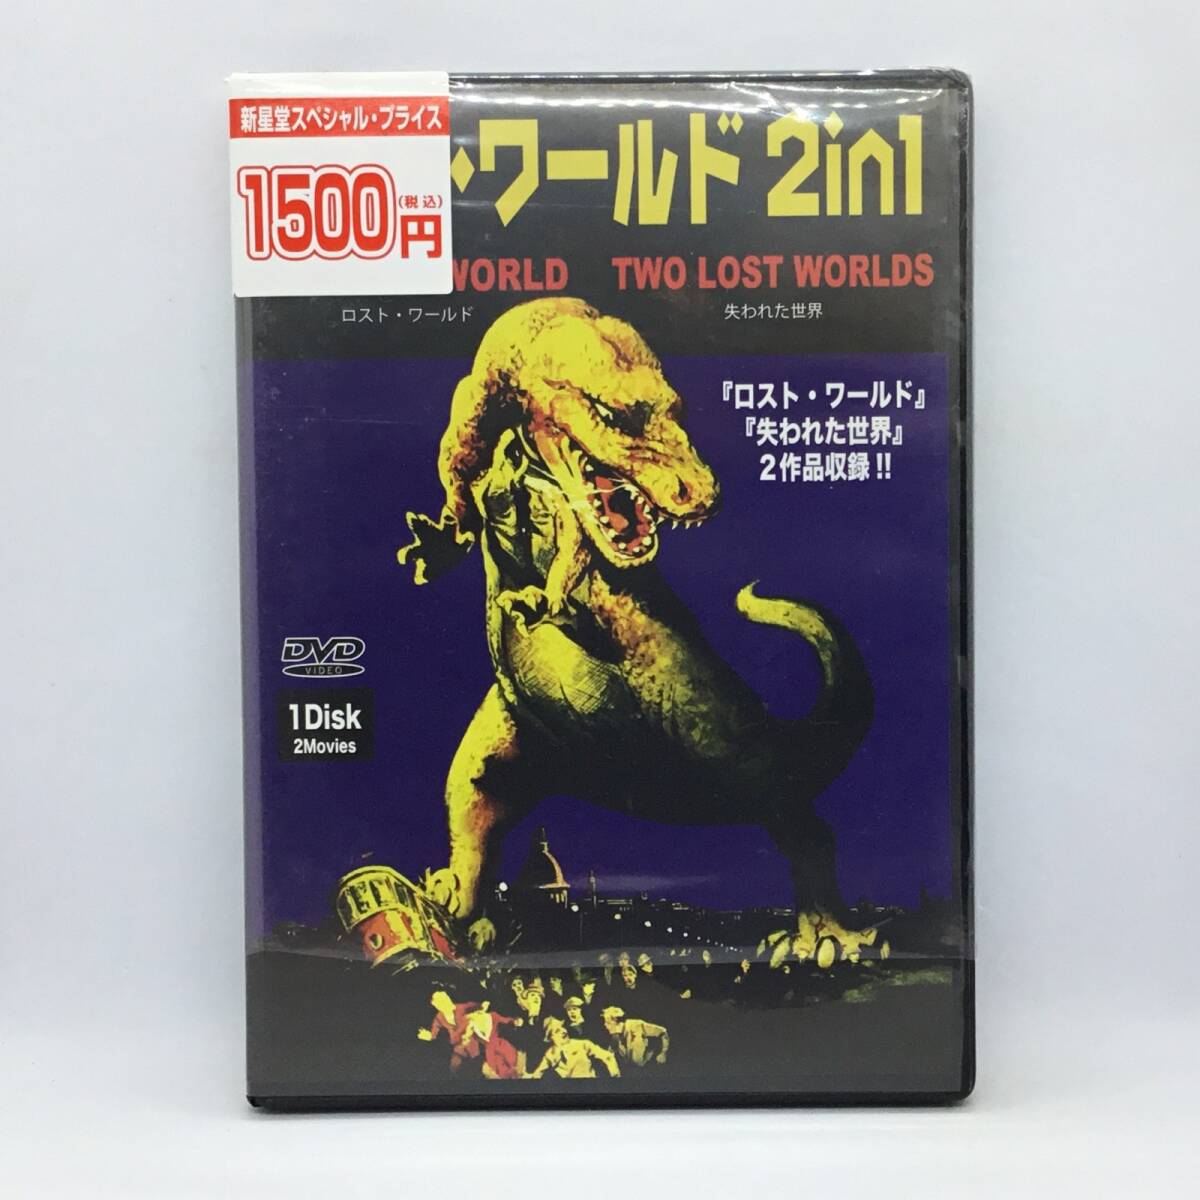 新星堂スペシャル・プライス
1500円
(税込)
・ワールド 2in1
WORLD
TWO LOST WORLDS
ロスト・ワールド
失われた世界
『ロスト・ワールド』
『失われた世界』
2作品収録!!
DVD
VIDEO
1Disk
2Movies